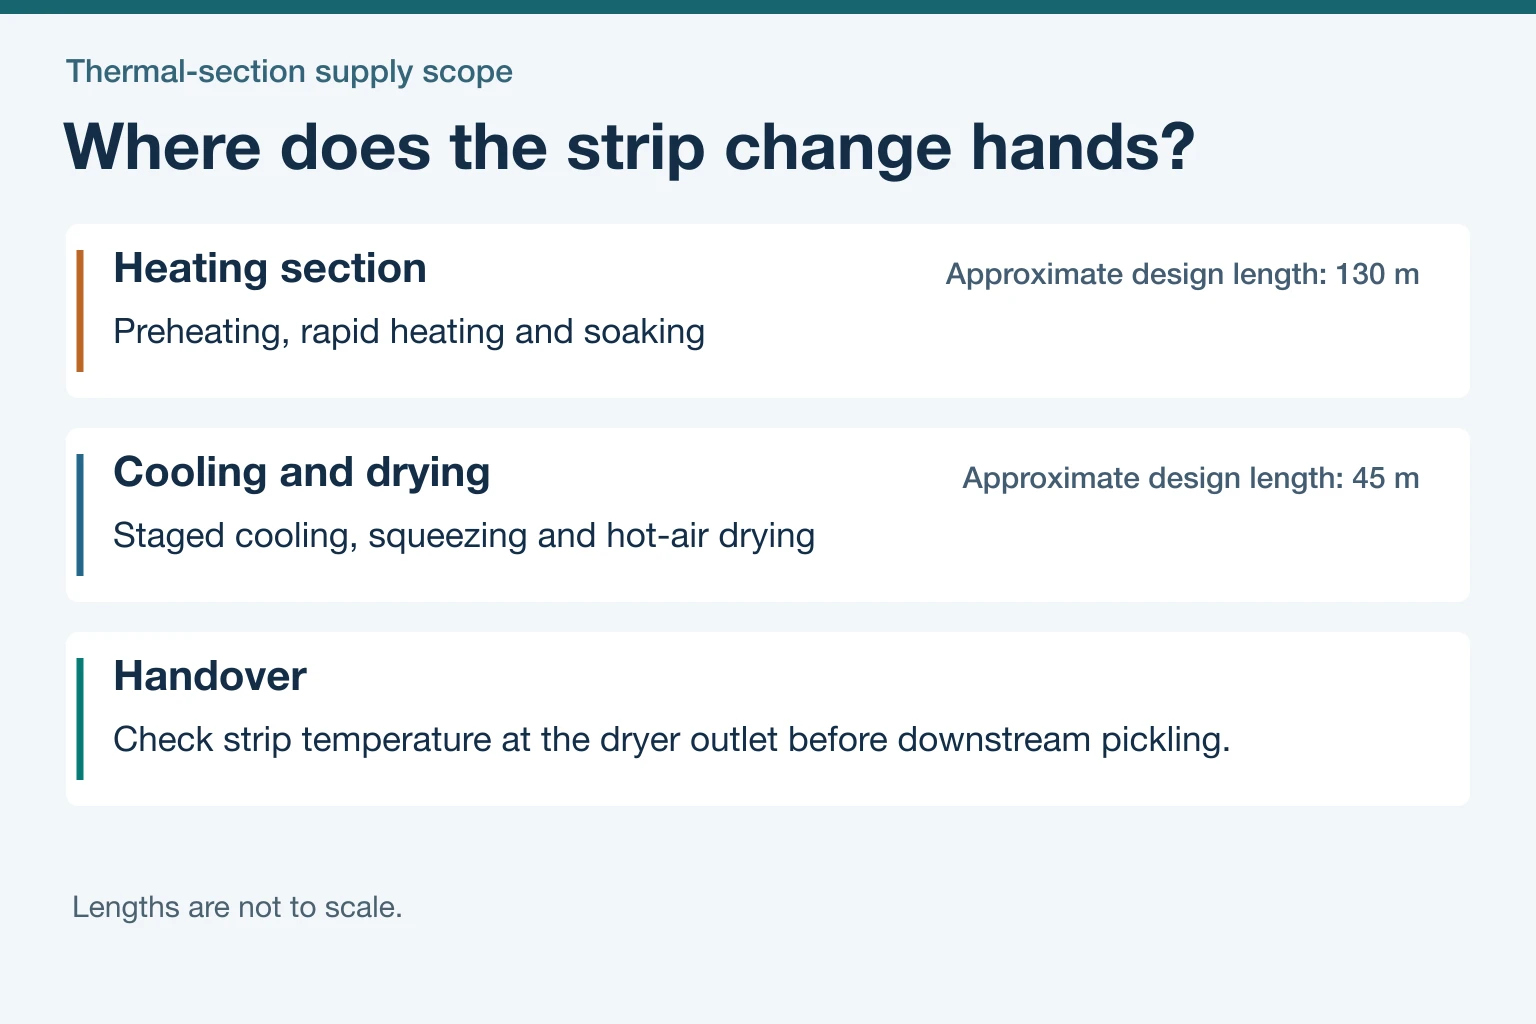 Thermal-section supply scope
Where does the strip change hands?
Heating section
Approximate design length: 130 m
Preheating, rapid heating and soaking
Cooling and drying
Approximate design length: 45 m
Staged cooling, squeezing and hot-air drying
Handover
Check strip temperature at the dryer outlet before downstream pickling.
Lengths are not to scale.